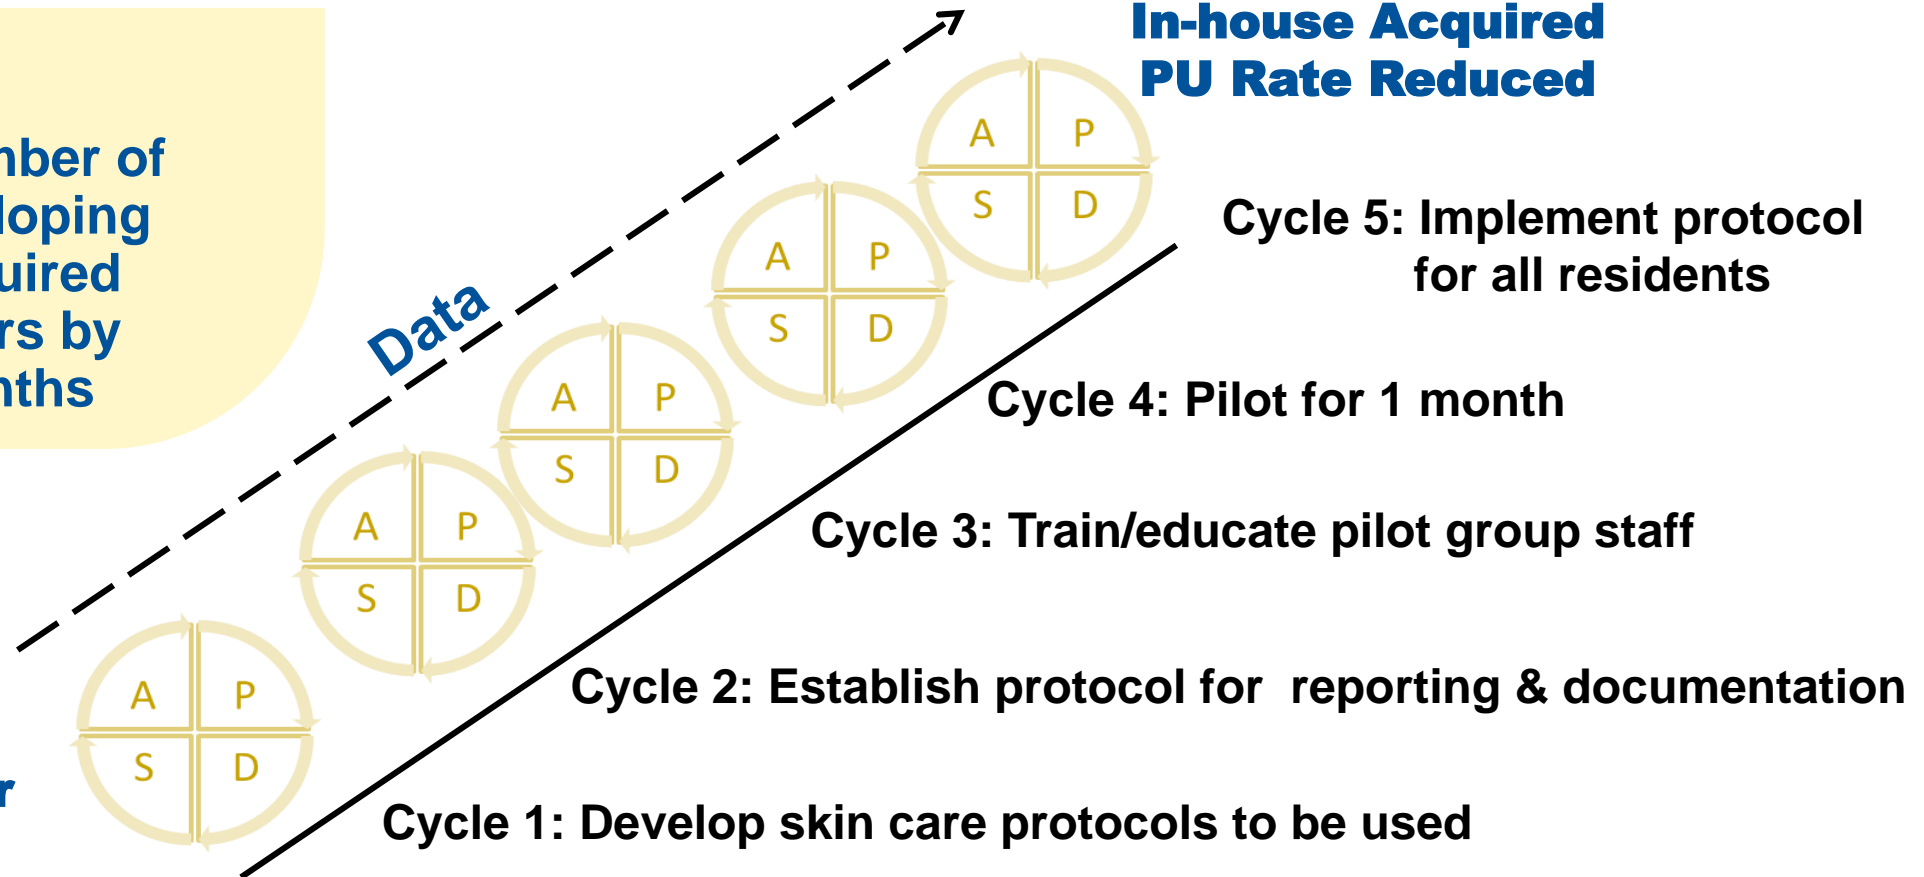 In-house Acquired
PU Rate Reduced
mber of
loping
uired
rs by
nths
Data
A P
S D
Cycle 5: Implement protocol
for all residents
A P
S D
Cycle 4: Pilot for 1 month
A P
S D
Cycle 3: Train/educate pilot group staff
A P
S D
Cycle 2: Establish protocol for  reporting & documentation
A P
S D
r
Cycle 1: Develop skin care protocols to be used